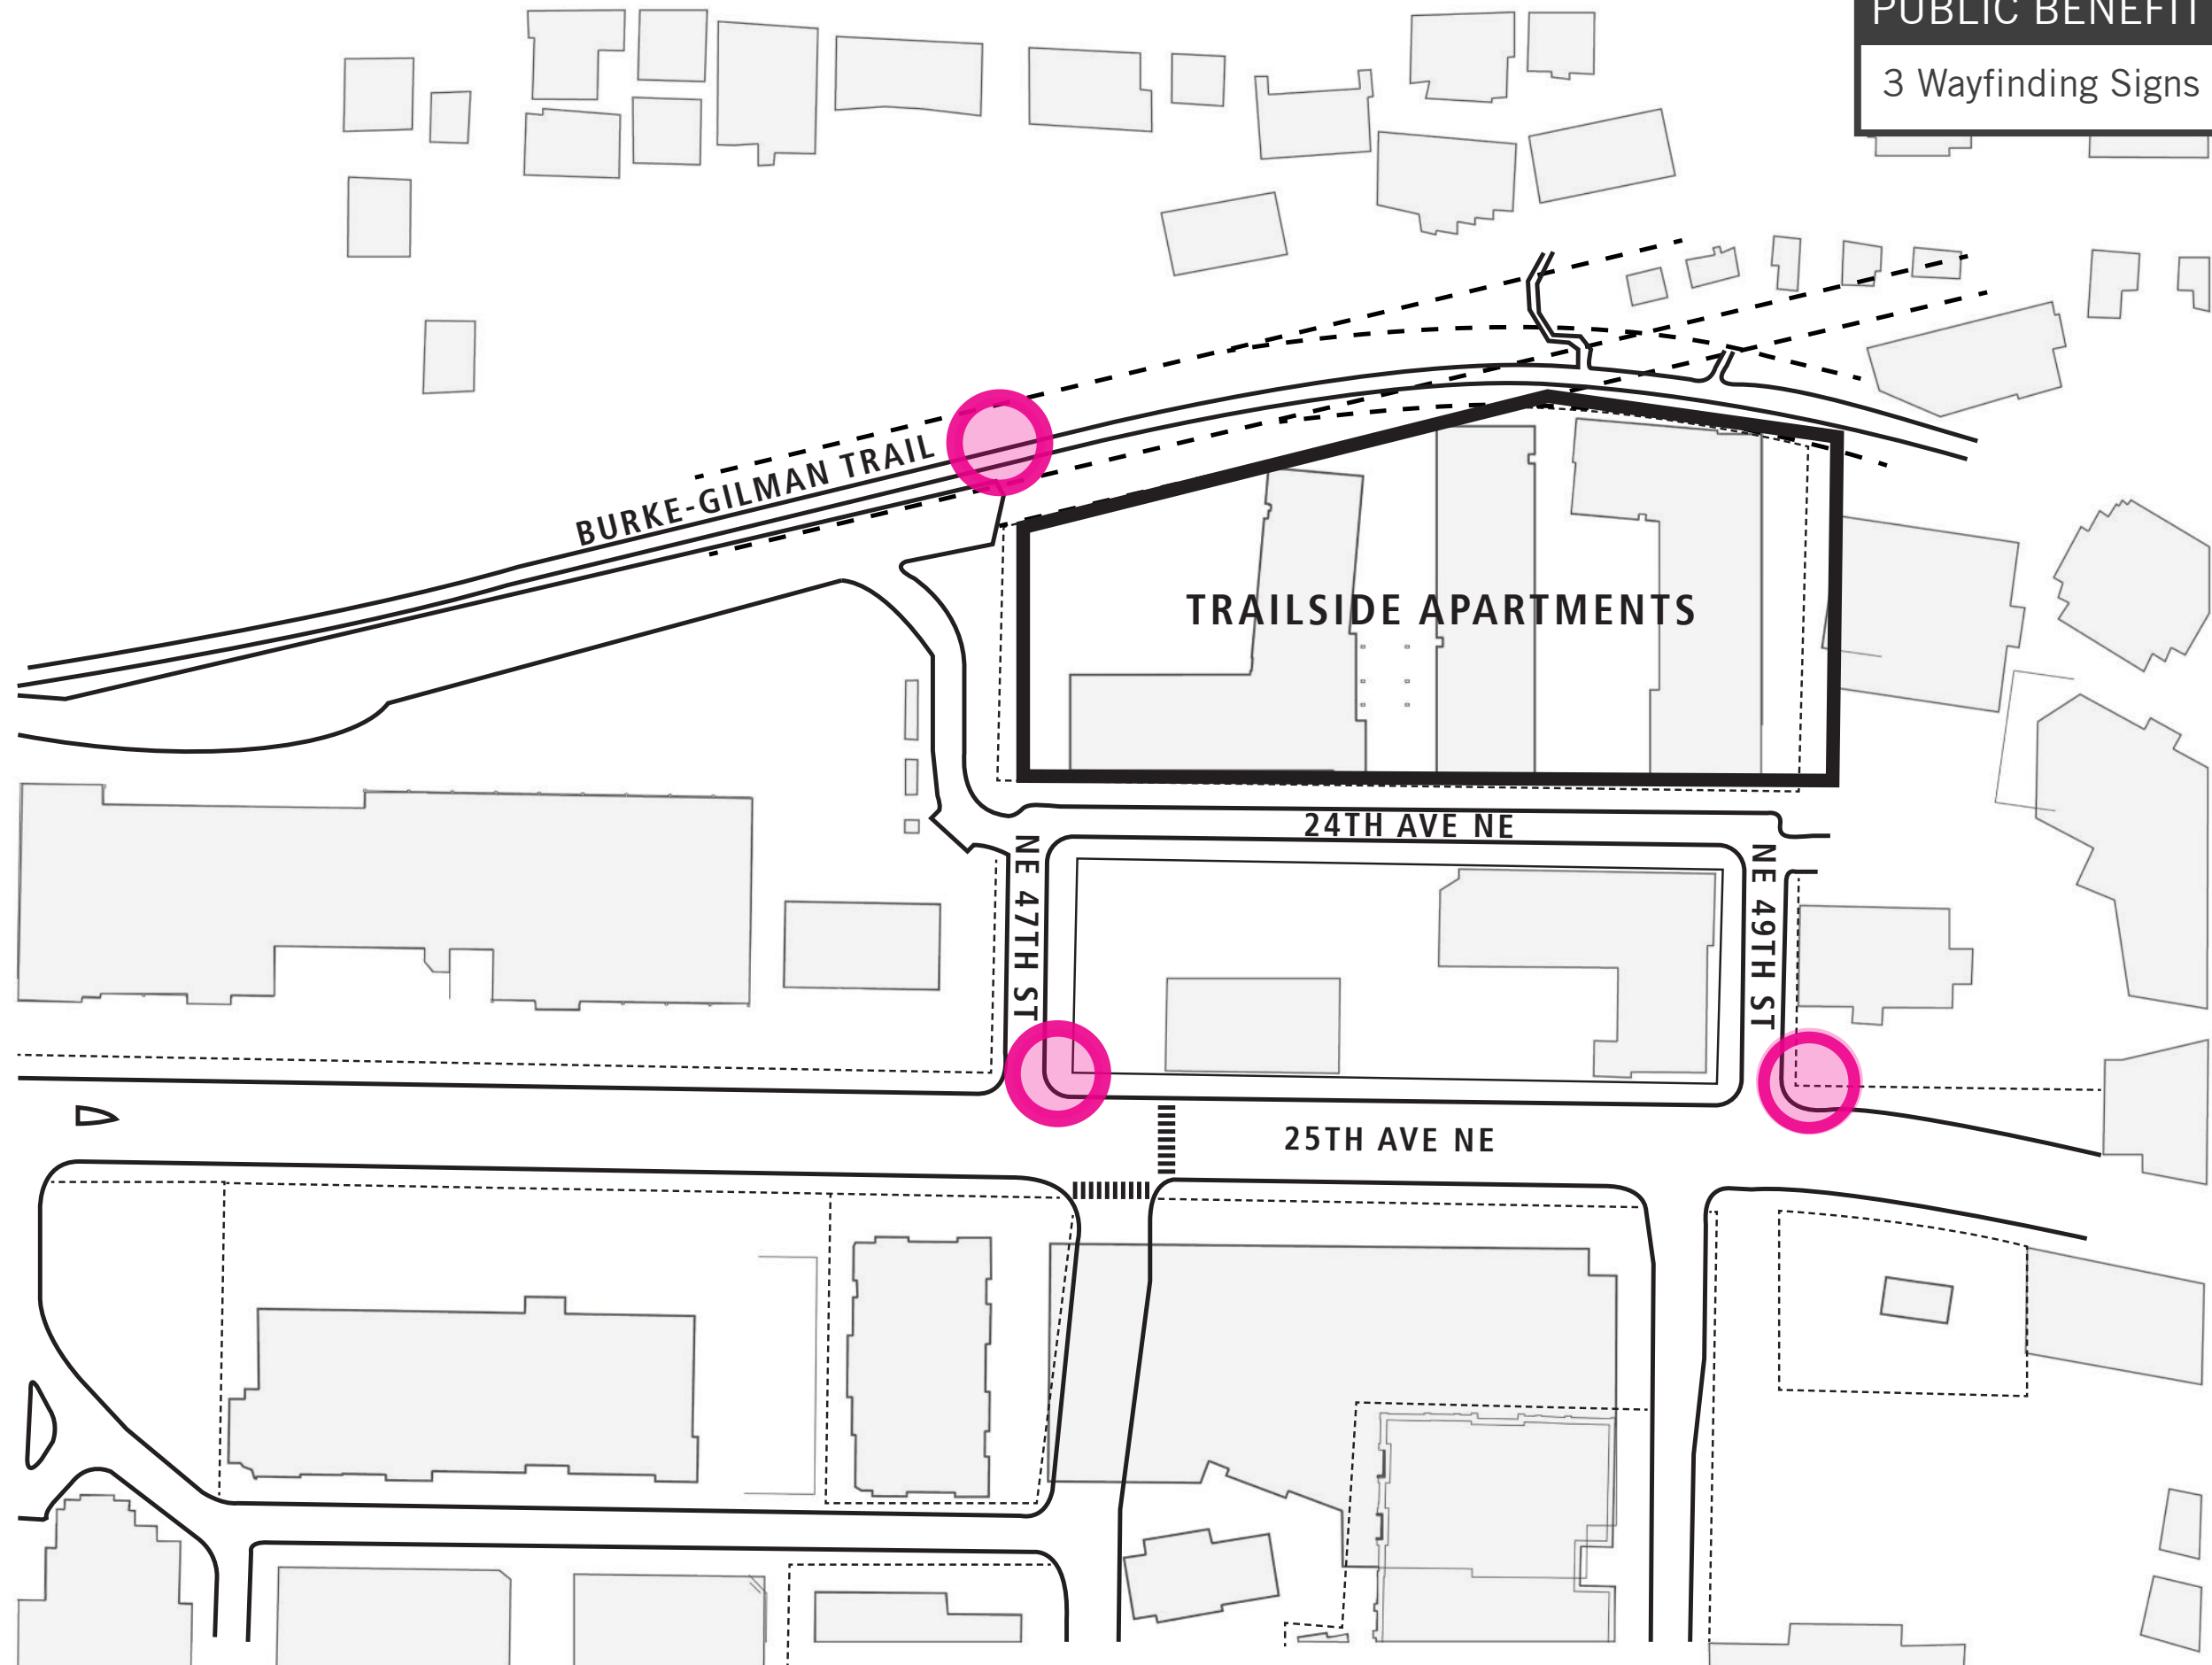 PUBLIC BENEFIT
3 Wayfinding Signs
BURKE-GILMAN TRAIL
TRAILSIDE APARTMENTS
24TH AVE NE
NE 47TH ST
NE 49TH ST
25TH AVE NE